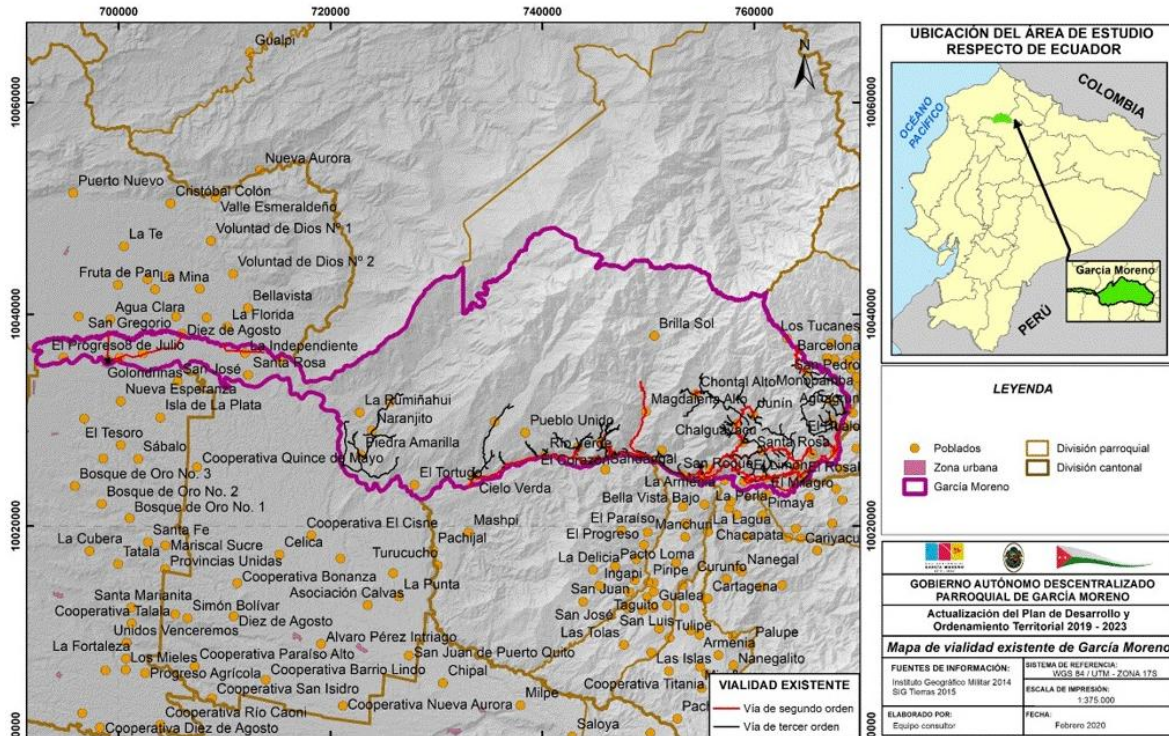 700000 720000 740000 760000
UBICACIÓN DEL ÁREA DE ESTUDIO
RESPECTO DE ECUADOR
OCÉANO
PACÍFICO
COLOMBIA
García Moreno
PERÚ
N
10060000
10040000
10020000
10000000
Gualpi
Nueva Aurora
Puerto Nuevo
Cristóbal Colón
Valle Esmeraldeño
La Te
Voluntad de Dios Nº 1
Fruta de Pan
La Mina
Voluntad de Dios Nº 2
Bellavista
Agua Clara
La Florida
San Gregorio
Diez de Agosto
El Progreso
8 de Julio
La Independiente
Golondrinas
San José
Santa Rosa
Nueva Esperanza
Isla de La Plata
El Tesoro
Sábalo
Bosque de Oro No. 3
Cooperativa Quince de Mayo
Bosque de Oro No. 2
Bosque de Oro No. 1
Santa Fe
La Cubera
Tatala
Mariscal Sucre
Provincias Unidas
Celica
Cooperativa El Cisne
Turucucho
Cooperativa Bonanza
Asociación Calvas
La Punta
Santa Marianita
Cooperativa Talala
Simón Bolívar
Diez de Agosto
Unidos Venceremos
La Fortaleza
Alvaro Pérez Intriago
Cooperativa Paraíso Alto
San Juan de Puerto Quito
Los Mieles
Progreso Agrícola
Cooperativa Barrio Lindo
Chipal
Cooperativa San Isidro
Cooperativa Río Caoni
Cooperativa Nueva Aurora
Milpe
Cooperativa Diez de Agosto
Saloya
Brilla Sol
Los Tucanes
Barcelona
San Pedro
Chontal Alto
Monopamba
Magdalena Alto
Junín
Aguagrun
La Rumiñahui
Naranjito
Pueblo Unido
Chalguayacu
Piedra Amarilla
Río Verde
Santa Rosa
El Tortugo
El Corazón
Sahuangal
San Roque
El Limón
El Rosal
Cielo Verda
La Armenia
El Milagro
Bella Vista Bajo
La Perla
Pimaya
Mashpi
Pachijal
El Paraíso
La Lagua
El Progreso
Manchuri
Chacapata
Cariyacu
La Delicia
Pacto Loma
Nanegal
Ingapi
Piripe
Curunfo
San Juan
Gualea
Cartagena
Taguito
San José
San Luis
Tulipe
Palupe
Las Tolas
Armenia
Las Islas
Nanegalito
Cooperativa Titania
VIALIDAD EXISTENTE
Vía de segundo orden
Vía de tercer orden
LEYENDA
Poblados
Zona urbana
García Moreno
División parroquial
División cantonal
GARCÍA MORENO
GOBIERNO AUTÓNOMO DESCENTRALIZADO
PARROQUIAL DE GARCÍA MORENO
Actualización del Plan de Desarrollo y
Ordenamiento Territorial 2019 - 2023
Mapa de vialidad existente de García Moreno
FUENTES DE INFORMACIÓN:
Instituto Geográfico Militar 2014
SIG Tierras 2015
SISTEMA DE REFERENCIA:
WGS 84 / UTM - ZONA 17S
ESCALA DE IMPRESIÓN:
1:375.000
ELABORADO POR:
Equipo consultor
FECHA:
Febrero 2020